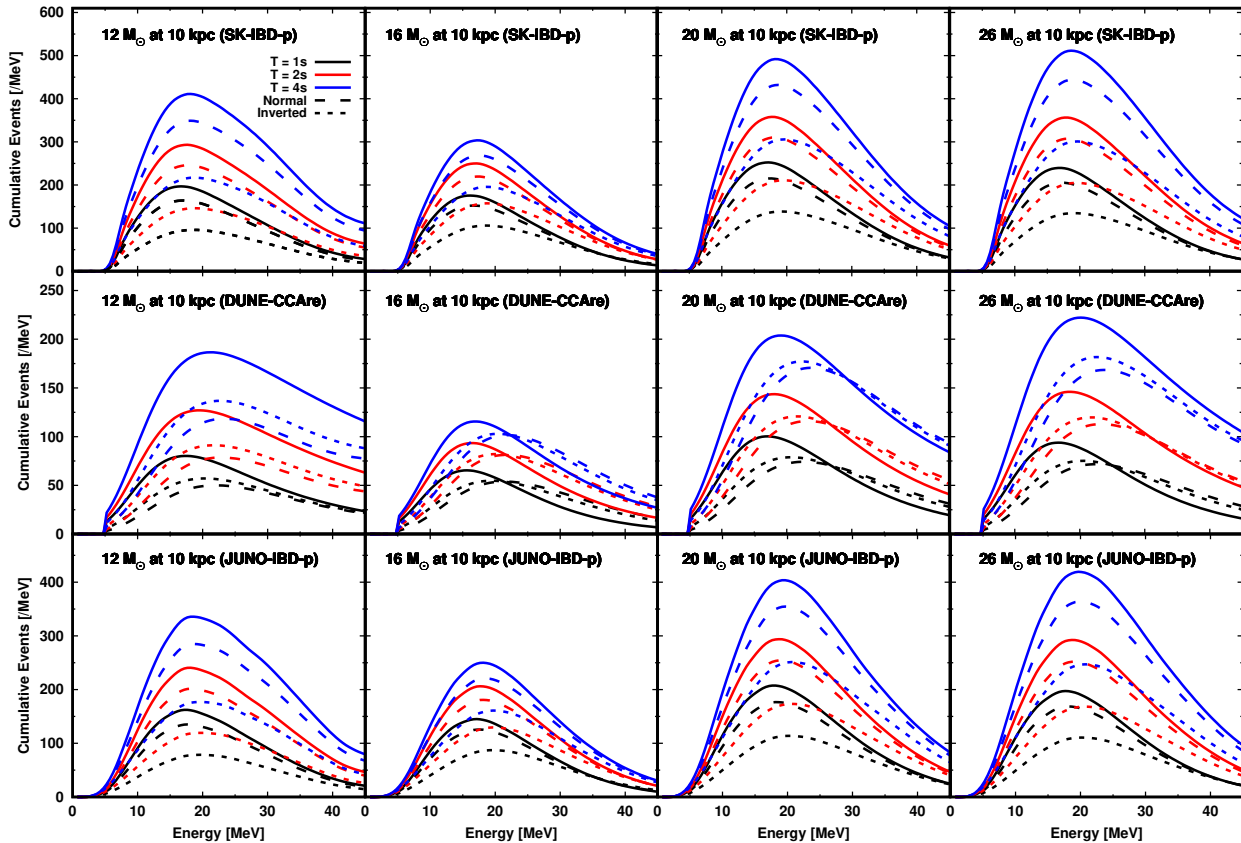 12 M⊙ at 10 kpc (SK-IBD-p)
16 M⊙ at 10 kpc (SK-IBD-p)
20 M⊙ at 10 kpc (SK-IBD-p)
26 M⊙ at 10 kpc (SK-IBD-p)
T = 1s
T = 2s
T = 4s
Normal
Inverted
Cumulative Events [/MeV]
600
500
400
300
200
100
0
12 M⊙ at 10 kpc (DUNE-CCAre)
16 M⊙ at 10 kpc (DUNE-CCAre)
20 M⊙ at 10 kpc (DUNE-CCAre)
26 M⊙ at 10 kpc (DUNE-CCAre)
Cumulative Events [/MeV]
250
200
150
100
50
0
12 M⊙ at 10 kpc (JUNO-IBD-p)
16 M⊙ at 10 kpc (JUNO-IBD-p)
20 M⊙ at 10 kpc (JUNO-IBD-p)
26 M⊙ at 10 kpc (JUNO-IBD-p)
Cumulative Events [/MeV]
400
300
200
100
0
0 10 20 30 40 0 10 20 30 40 0 10 20 30 40 0 10 20 30 40
Energy [MeV] Energy [MeV] Energy [MeV] Energy [MeV]